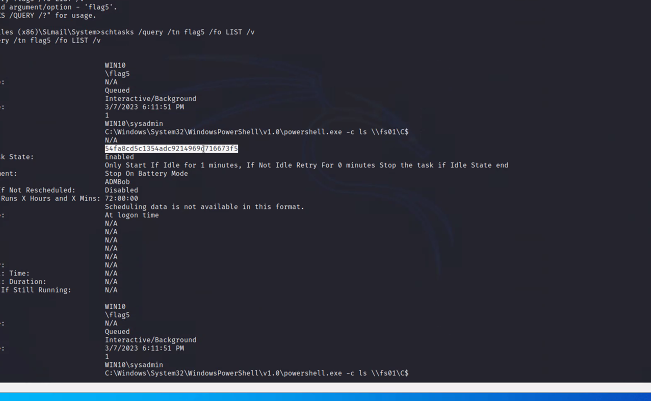 d argument/option - 'flag5'.
S /QUERY /?" for usage.
les (x86)\SLmail\System>schtasks /query /tn flag5 /fo LIST /v
ry /tn flag5 /fo LIST /v
WIN10
\flag5
e: N/A
Queued
Interactive/Background
e: 3/7/2023 6:11:51 PM
1
WIN10\sysadmin
C:\Windows\System32\WindowsPowerShell\v1.0\powershell.exe -c ls \\fs01\C$
N/A
54fa8cd5c1354adc9214969d716673f5
k State: Enabled
Only Start If Idle for 1 minutes, If Not Idle Retry For 0 minutes Stop the task if Idle State end
ment: Stop On Battery Mode
ADMBob
f Not Rescheduled: Disabled
Runs X Hours and X Mins: 72:00:00
Scheduling data is not available in this format.
e: At logon time
N/A
N/A
N/A
N/A
N/A
: N/A
: Time: N/A
: Duration: N/A
If Still Running: N/A
WIN10
\flag5
e: N/A
Queued
Interactive/Background
e: 3/7/2023 6:11:51 PM
1
WIN10\sysadmin
C:\Windows\System32\WindowsPowerShell\v1.0\powershell.exe -c ls \\fs01\C$